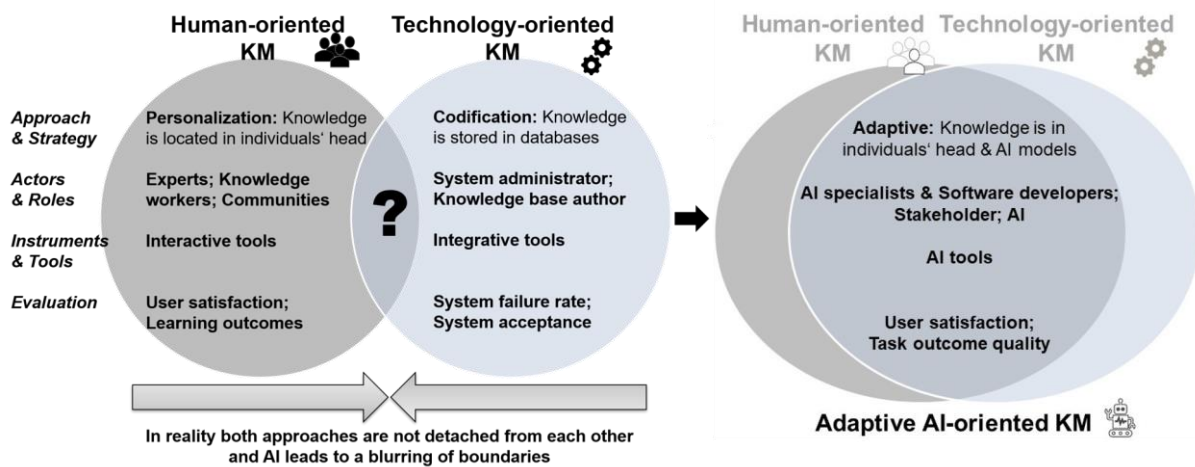 Human-oriented
KM
Technology-oriented
KM
Approach
& Strategy
Personalization: Knowledge
is located in individuals‘ head
Codification: Knowledge
is stored in databases
Actors
& Roles
Experts; Knowledge
workers; Communities
System administrator;
Knowledge base author
?
Instruments
& Tools
Interactive tools
Integrative tools
Evaluation
User satisfaction;
Learning outcomes
System failure rate;
System acceptance
In reality both approaches are not detached from each other
and AI leads to a blurring of boundaries
Human-oriented
KM
Technology-oriented
KM
Adaptive: Knowledge is in
individuals‘ head & AI models
AI specialists & Software developers;
Stakeholder; AI
AI tools
User satisfaction;
Task outcome quality
Adaptive AI-oriented KM